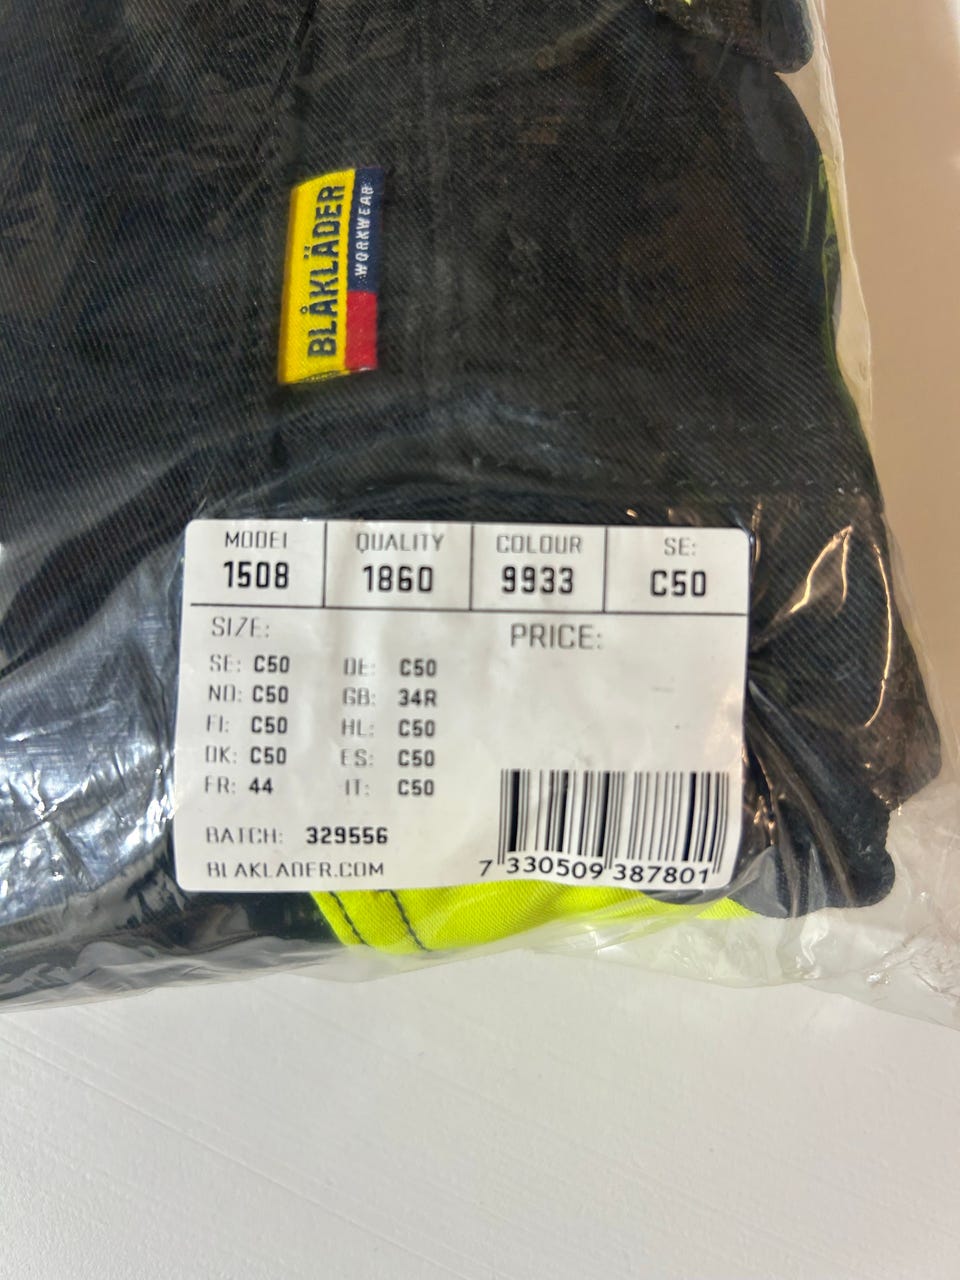 BLÅKLÄDER
WORKWEAR
MODEL QUALITY COLOUR SE:
1508 1860 9933 C50
SIZE: PRICE:
SE: C50 DE: C50
NO: C50 GB: 34R
FI: C50 HL: C50
DK: C50 ES: C50
FR: 44 IT: C50
BATCH: 329556
BLAKLADER.COM
7 330509 387801